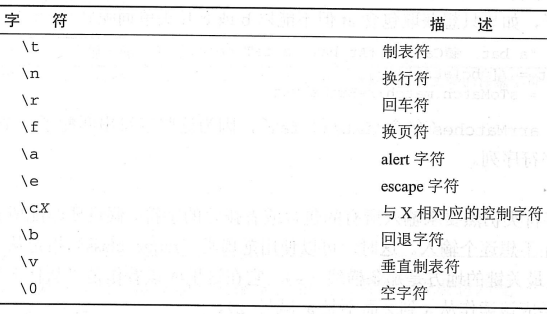 字 符 描 述
\t 制表符
\n 换行符
\r 回车符
\f 换页符
\a alert 字符
\e escape 字符
\cX 与 X 相对应的控制字符
\b 回退字符
\v 垂直制表符
\0 空字符